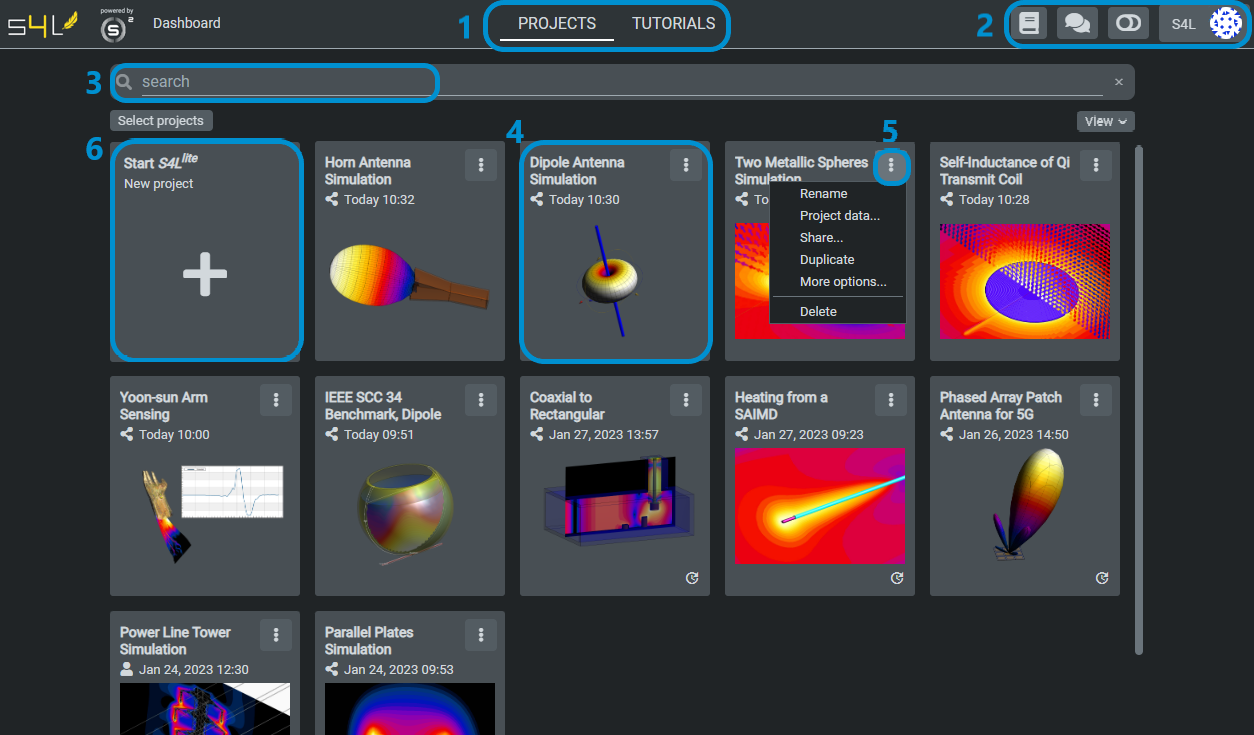 S4L
powered by
S 2
Dashboard
1
PROJECTS
TUTORIALS
2
S4L
3
search
×
Select projects
View
6
4
5
Start S4L lite
New project
Horn Antenna
Simulation
Today 10:32
Dipole Antenna
Simulation
Today 10:30
Two Metallic Spheres
Simulation
To
Rename
Project data...
Share...
Duplicate
More options...
Delete
Self-Inductance of Qi
Transmit Coil
Today 10:28
Yoon-sun Arm
Sensing
Today 10:00
IEEE SCC 34
Benchmark, Dipole
Today 09:51
Coaxial to
Rectangular
Jan 27, 2023 13:57
Heating from a
SAIMD
Jan 27, 2023 09:23
Phased Array Patch
Antenna for 5G
Jan 26, 2023 14:50
Power Line Tower
Simulation
Jan 24, 2023 12:30
Parallel Plates
Simulation
Jan 24, 2023 09:53